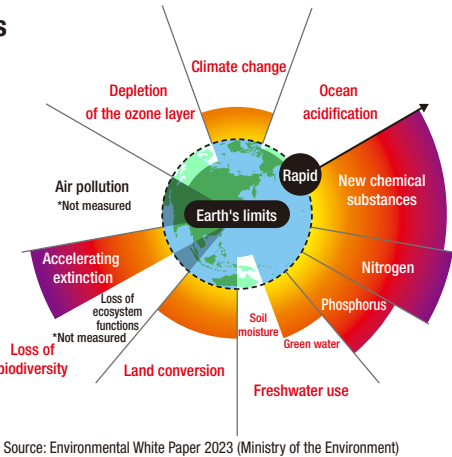 s
Climate change
Depletion
of the ozone layer
Ocean
acidification
Rapid
Air pollution
*Not measured
New chemical
substances
Earth's limits
Accelerating
extinction
Nitrogen
Loss of
ecosystem
functions
*Not measured
Phosphorus
Soil
moisture
Green water
Loss of
biodiversity
Land conversion
Freshwater use
Source: Environmental White Paper 2023 (Ministry of the Environment)